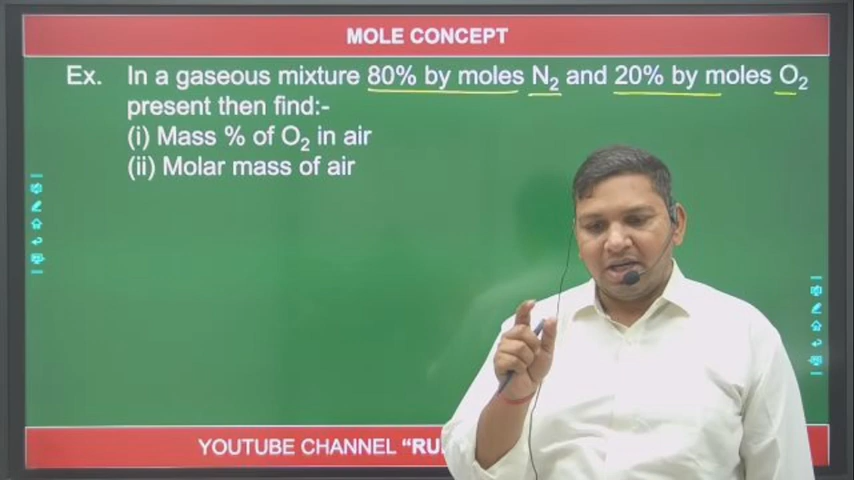 MOLE CONCEPT
Ex. In a gaseous mixture 80% by moles N₂ and 20% by moles O₂
present then find:-
(i) Mass % of O₂ in air
(ii) Molar mass of air
YOUTUBE CHANNEL